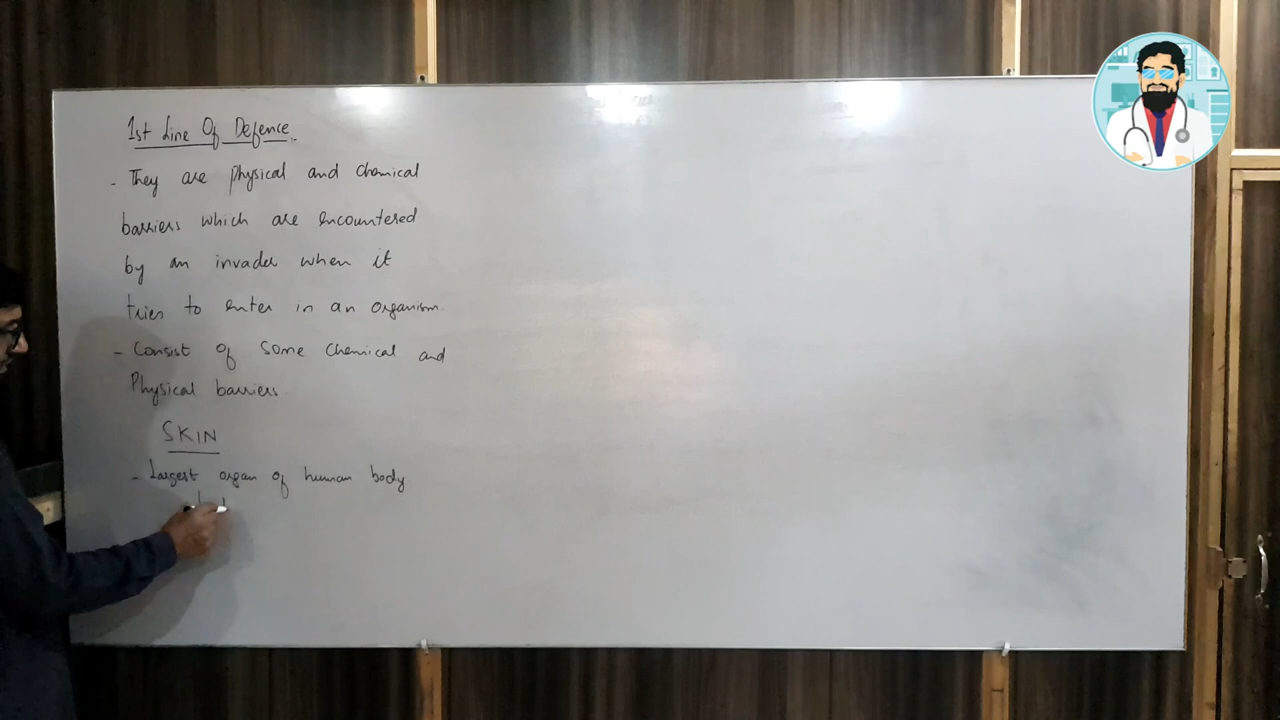 1st Line Of Defence
- They are physical and chemical
barriers which are encountered
by an invader when it
tries to enter in an organism.
- Consist of some chemical and
Physical barriers
SKIN
- Largest organ of human body